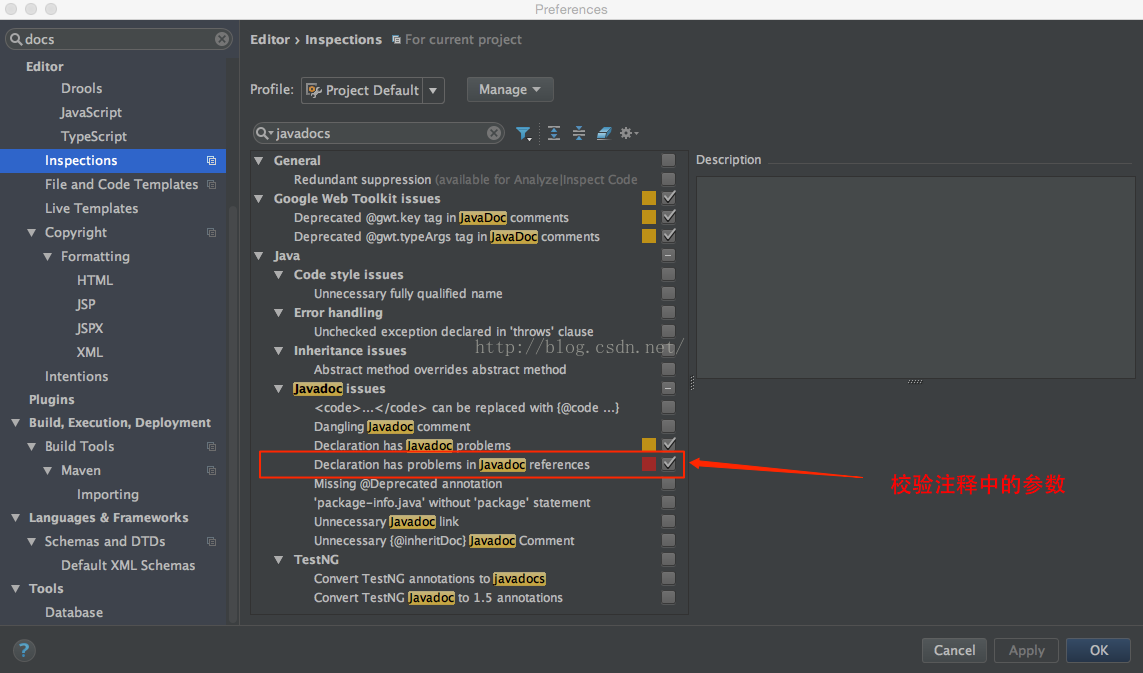 Preferences
docs
Editor
Drools
JavaScript
TypeScript
Inspections
File and Code Templates
Live Templates
Copyright
Formatting
HTML
JSP
JSPX
XML
Intentions
Plugins
Build, Execution, Deployment
Build Tools
Maven
Importing
Languages & Frameworks
Schemas and DTDs
Default XML Schemas
Tools
Database
Editor › Inspections For current project
Profile: Project Default Manage
javadocs
General
Redundant suppression (available for Analyze|Inspect Code
Google Web Toolkit issues
Deprecated @gwt.key tag in JavaDoc comments
Deprecated @gwt.typeArgs tag in JavaDoc comments
Java
Code style issues
Unnecessary fully qualified name
Error handling
Unchecked exception declared in 'throws' clause
http://blog.csdn.net/
Inheritance issues
Abstract method overrides abstract method
Javadoc issues
<code>...</code> can be replaced with {@code ...}
Dangling Javadoc comment
Declaration has Javadoc problems
Declaration has problems in Javadoc references
Missing @Deprecated annotation
'package-info.java' without 'package' statement
Unnecessary Javadoc link
Unnecessary {@inheritDoc} Javadoc Comment
TestNG
Convert TestNG annotations to javadocs
Convert TestNG Javadoc to 1.5 annotations
Description
校验注释中的参数
?
Cancel Apply OK